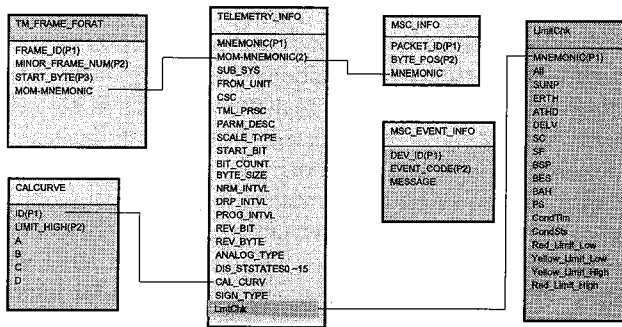 TM_FRAME_FORAT
FRAME_ID(P1)
MINOR_FRAME_NUM(P2)
START_BYTE(P3)
MOM-MNEMONIC
CALCURVE
ID(P1)
LIMIT_HIGH(P2)
A
B
C
D
TELEMETRY_INFO
MNEMONIC(P1)
MOM-MNEMONIC(2)
SUB_SYS
FROM_UNIT
CSC
TML_PRSC
PARM_DESC
SCALE_TYPE
START_BIT
BIT_COUNT
BYTE_SIZE
NRM_INTVL
DRP_INTVL
PROG_INTVL
REV_BIT
REV_BYTE
ANALOG_TYPE
DIS_STSTATES0~15
CAL_CURV
SIGN_TYPE
LmtChk
MSC_INFO
PACKET_ID(P1)
BYTE_POS(P2)
MNEMONIC
MSC_EVENT_INFO
DEV_ID(P1)
EVENT_CODE(P2)
MESSAGE
LimitChk
MNEMONIC(P1)
All
SUNP
ERTH
ATHD
DELV
SC
SF
BSP
BES
BAH
PS
CondTim
CondSts
Red_Limit_Low
Yellow_Limit_Low
Yellow_Limit_High
Red_Limit_High